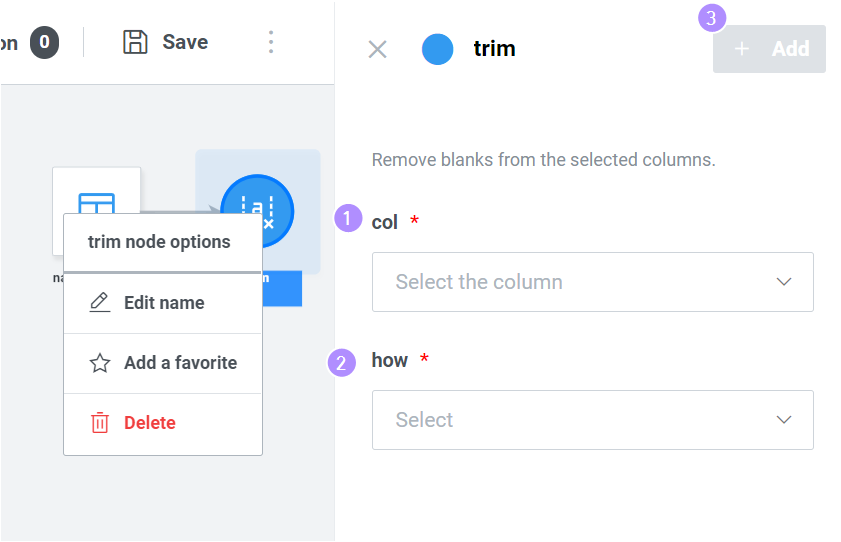 on 0
Save
trim
3
+ Add
Remove blanks from the selected columns.
1
col *
Select the column
2
how *
Select
a
trim node options
Edit name
Add a favorite
Delete